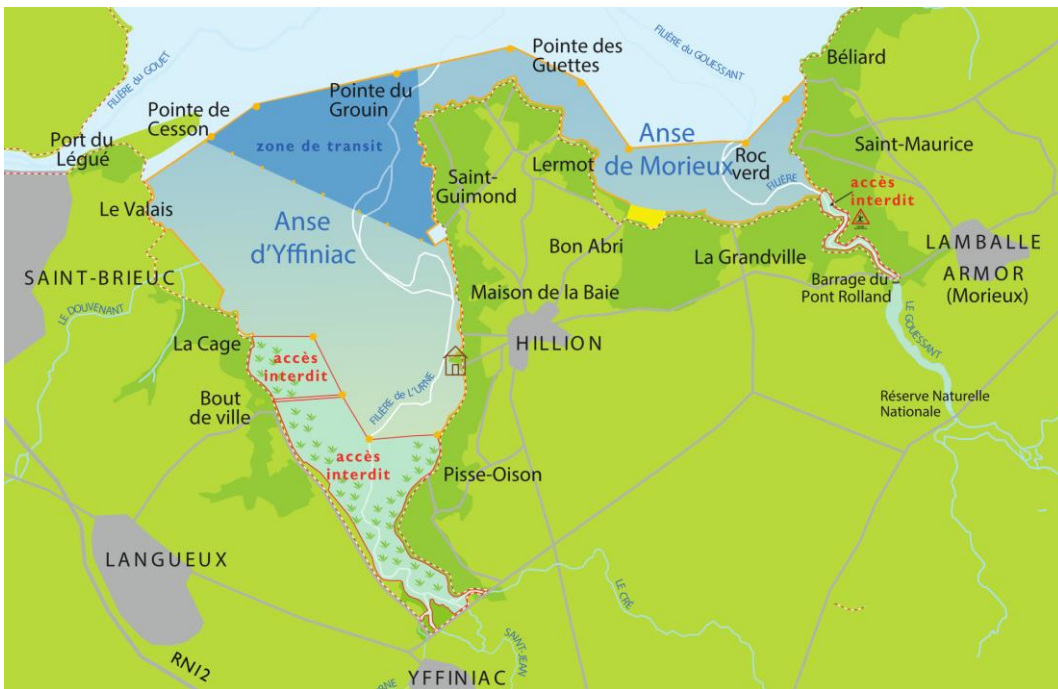 FILIÈRE DU GOUET
Pointe de
Cesson
Port du
Légué
Pointe du
Grouin
Pointe des
Guettes
FILIÈRE DU GOUESSANT
Béliard
zone de transit
Anse
de Morieux
Saint-Maurice
Roc
verd
FILIÈRE
Lermot
Saint-
Guimond
Le Valais
accès
interdit
Anse
d'Yffiniac
SAINT-BRIEUC
Bon Abri
La Grandville
LAMBALLE
ARMOR
(Morieux)
Barrage du
Pont Rolland
LE DOUVENANT
Maison de la Baie
LE GOUESSANT
La Cage
HILLION
accès
interdit
FILIÈRE DE L'URNE
Bout
de ville
Réserve Naturelle
Nationale
accès
interdit
Pisse-Oison
LANGUEUX
LE CRÉ
SAINT-JEAN
RN12
YFFINIAC